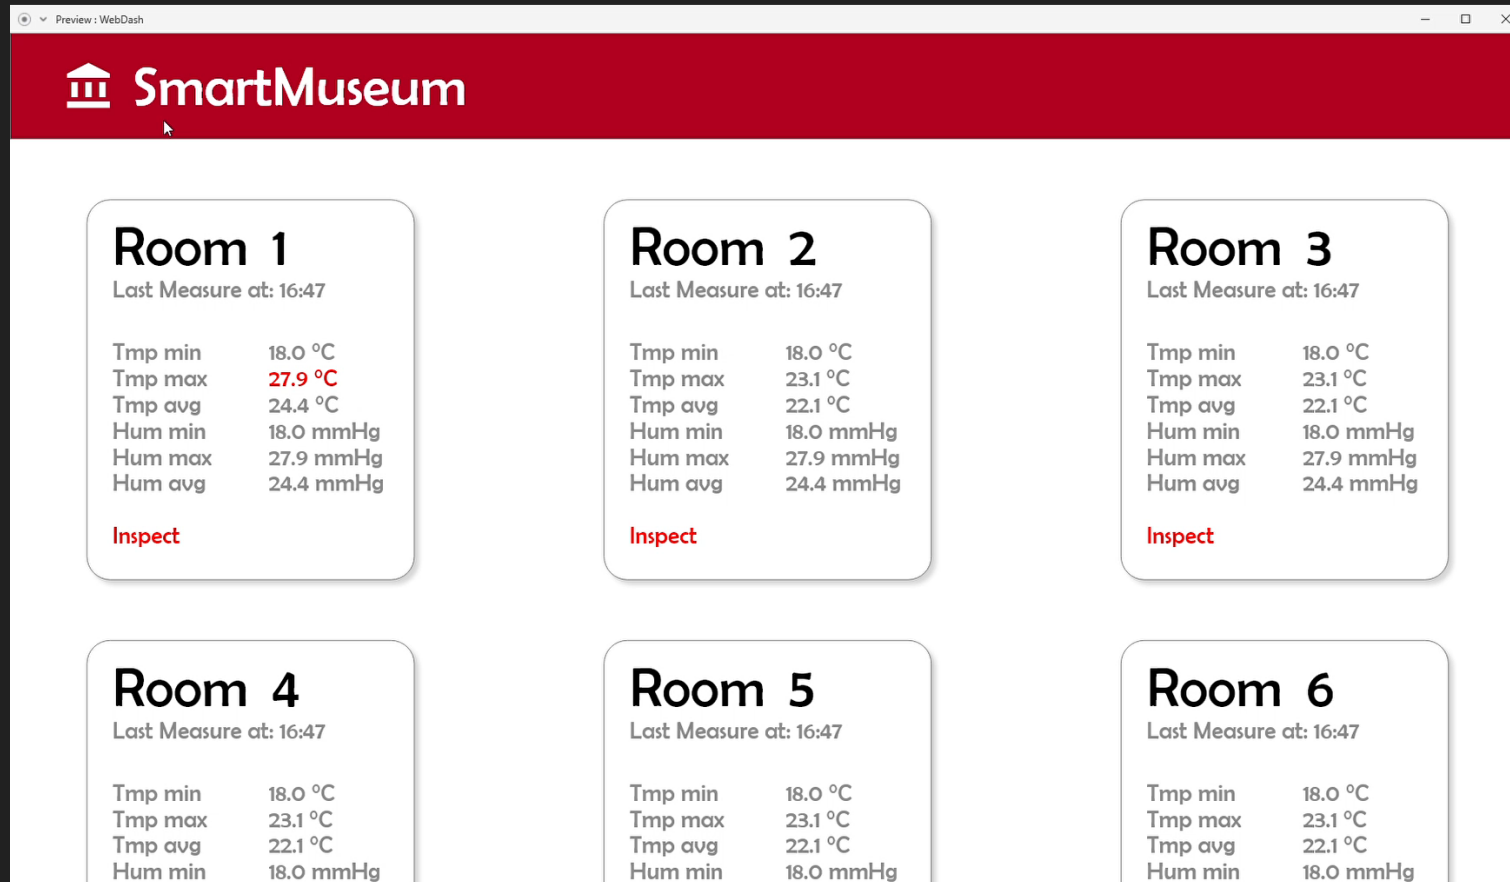 Preview : WebDash
SmartMuseum
Room 1
Last Measure at: 16:47
Tmp min 18.0 °C
Tmp max 27.9 °C
Tmp avg 24.4 °C
Hum min 18.0 mmHg
Hum max 27.9 mmHg
Hum avg 24.4 mmHg
Inspect
Room 2
Last Measure at: 16:47
Tmp min 18.0 °C
Tmp max 23.1 °C
Tmp avg 22.1 °C
Hum min 18.0 mmHg
Hum max 27.9 mmHg
Hum avg 24.4 mmHg
Inspect
Room 3
Last Measure at: 16:47
Tmp min 18.0 °C
Tmp max 23.1 °C
Tmp avg 22.1 °C
Hum min 18.0 mmHg
Hum max 27.9 mmHg
Hum avg 24.4 mmHg
Inspect
Room 4
Last Measure at: 16:47
Tmp min 18.0 °C
Tmp max 23.1 °C
Tmp avg 22.1 °C
Hum min 18.0 mmHg
Room 5
Last Measure at: 16:47
Tmp min 18.0 °C
Tmp max 23.1 °C
Tmp avg 22.1 °C
Hum min 18.0 mmHg
Room 6
Last Measure at: 16:47
Tmp min 18.0 °C
Tmp max 23.1 °C
Tmp avg 22.1 °C
Hum min 18.0 mmHg